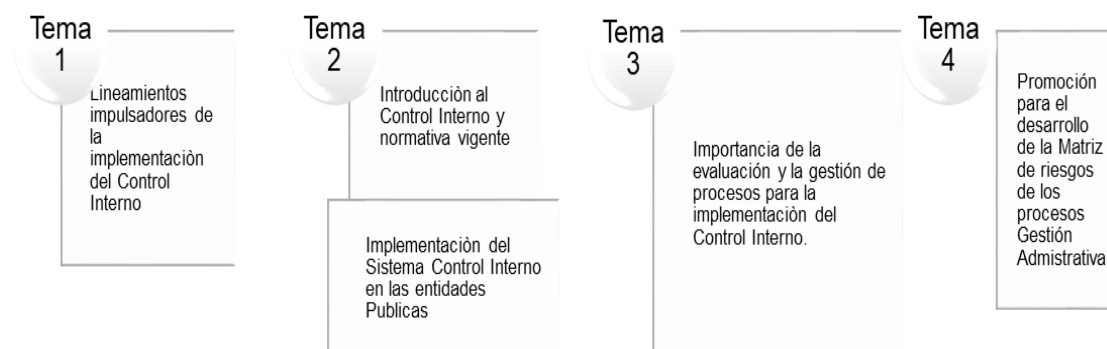 Tema
1
Lineamientos
impulsadores de
la
implementaciòn
del Control
Interno
Tema
2
Introducciòn al
Control Interno y
normativa vigente
Implementaciòn del
Sistema Control Interno
en las entidades
Publicas
Tema
3
Importancia de la
evaluación y la gestión de
procesos para la
implementaciòn del
Control Interno.
Tema
4
Promoción
para el
desarrollo
de la Matriz
de riesgos
de los
procesos
Gestión
Admistrativa